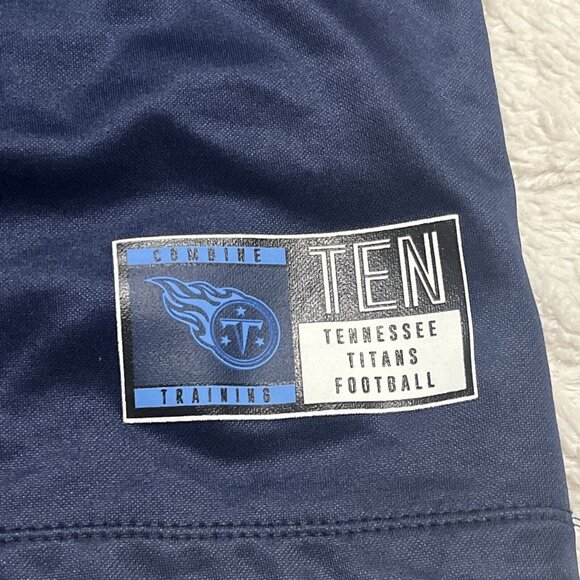 COMBINE
T
TRAINING
TEN
TENNESSEE
TITANS
FOOTBALL